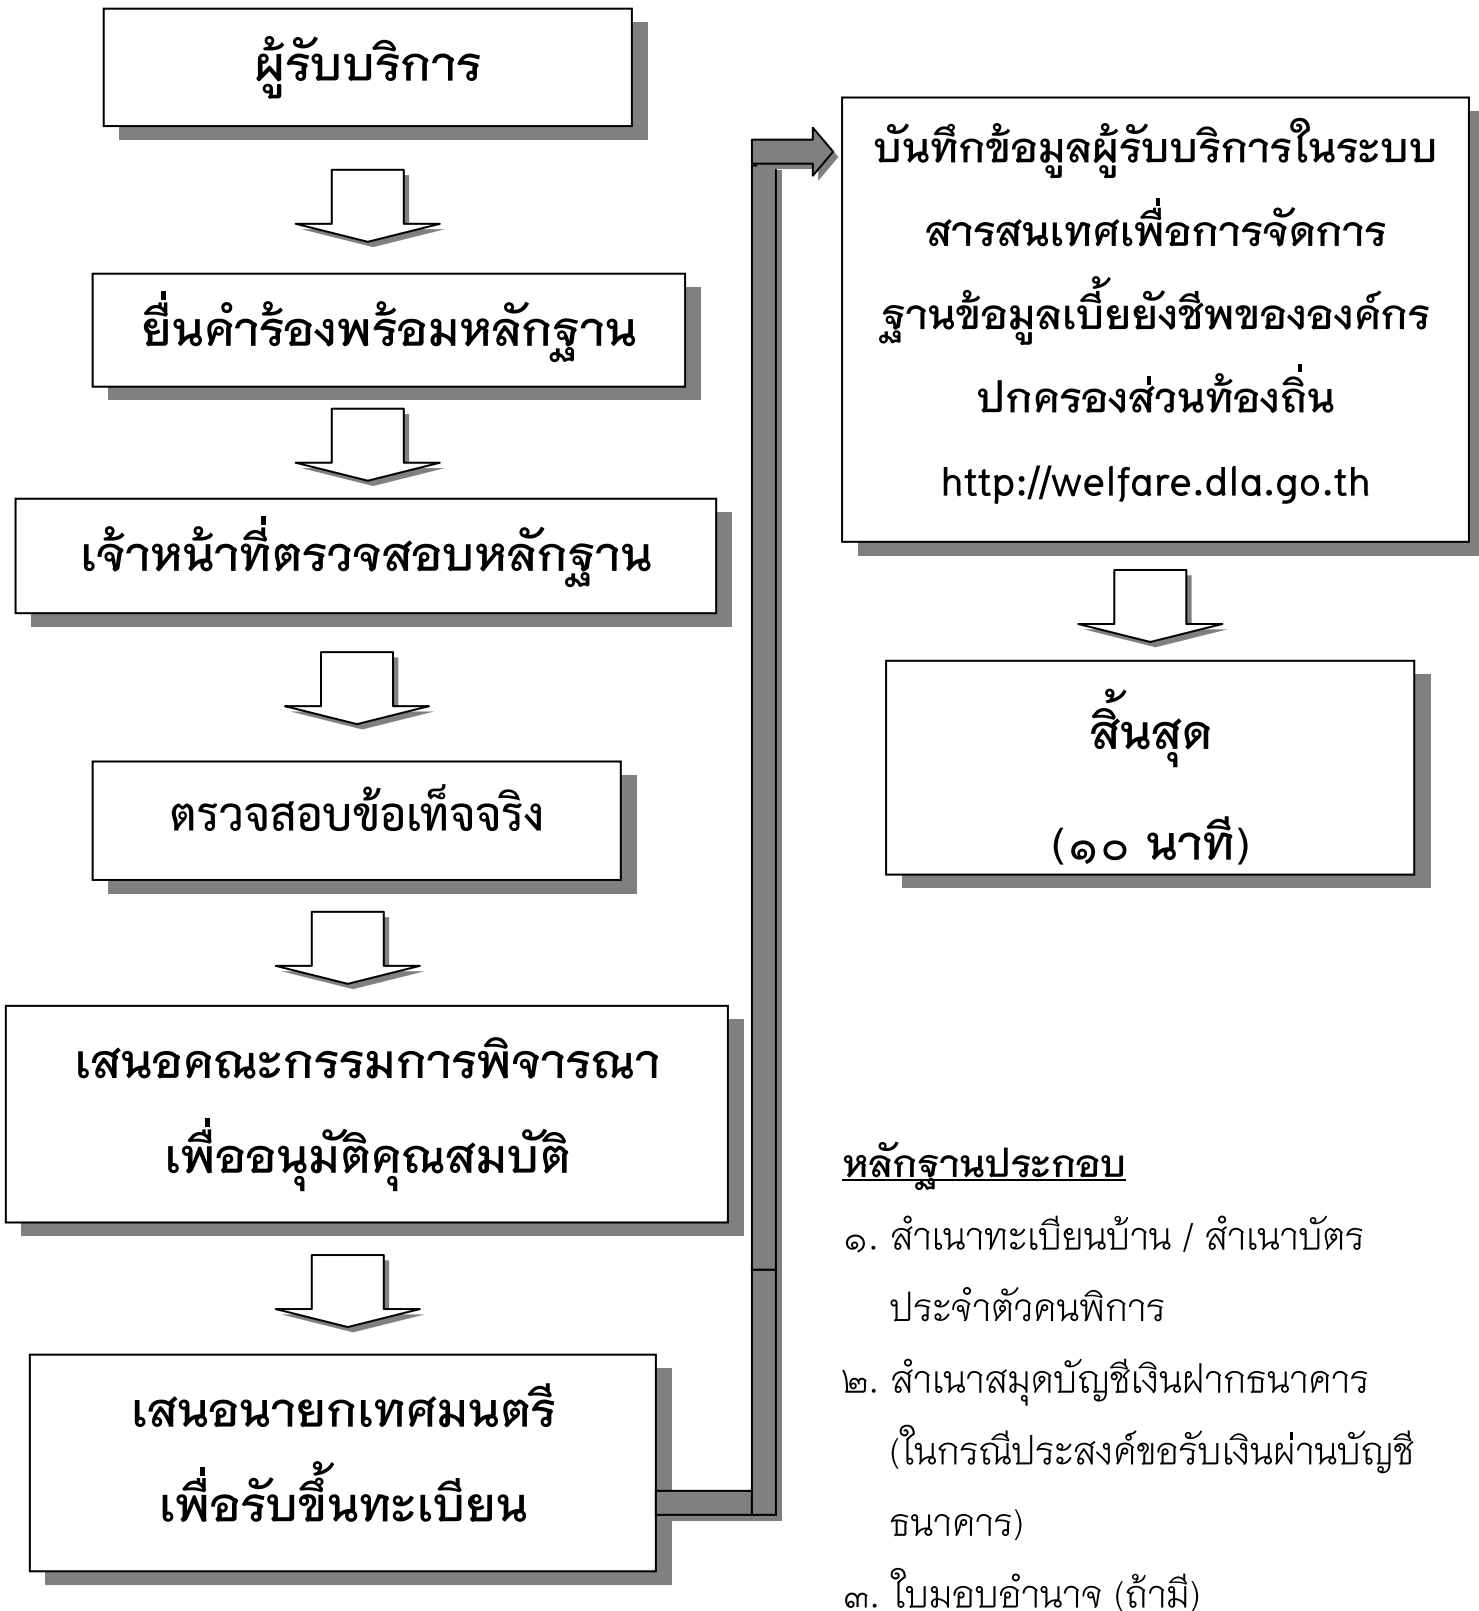 ผู้รับบริการ
ยื่นคำร้องพร้อมหลักฐาน
เจ้าหน้าที่ตรวจสอบหลักฐาน
ตรวจสอบข้อเท็จจริง
เสนอคณะกรรมการพิจารณา
เพื่ออนุมัติคุณสมบัติ
เสนอนายกเทศมนตรี
เพื่อรับขึ้นทะเบียน
บันทึกข้อมูลผู้รับบริการในระบบ
สารสนเทศเพื่อการจัดการ
ฐานข้อมูลเบี้ยยังชีพขององค์กร
ปกครองส่วนท้องถิ่น
http://welfare.dla.go.th
สิ้นสุด
(๑๐ นาที)
หลักฐานประกอบ
๑. สำเนาทะเบียนบ้าน / สำเนาบัตร
ประจำตัวคนพิการ
๒. สำเนาสมุดบัญชีเงินฝากธนาคาร
(ในกรณีประสงค์ขอรับเงินผ่านบัญชี
ธนาคาร)
๓. ใบมอบอำนาจ (ถ้ามี)